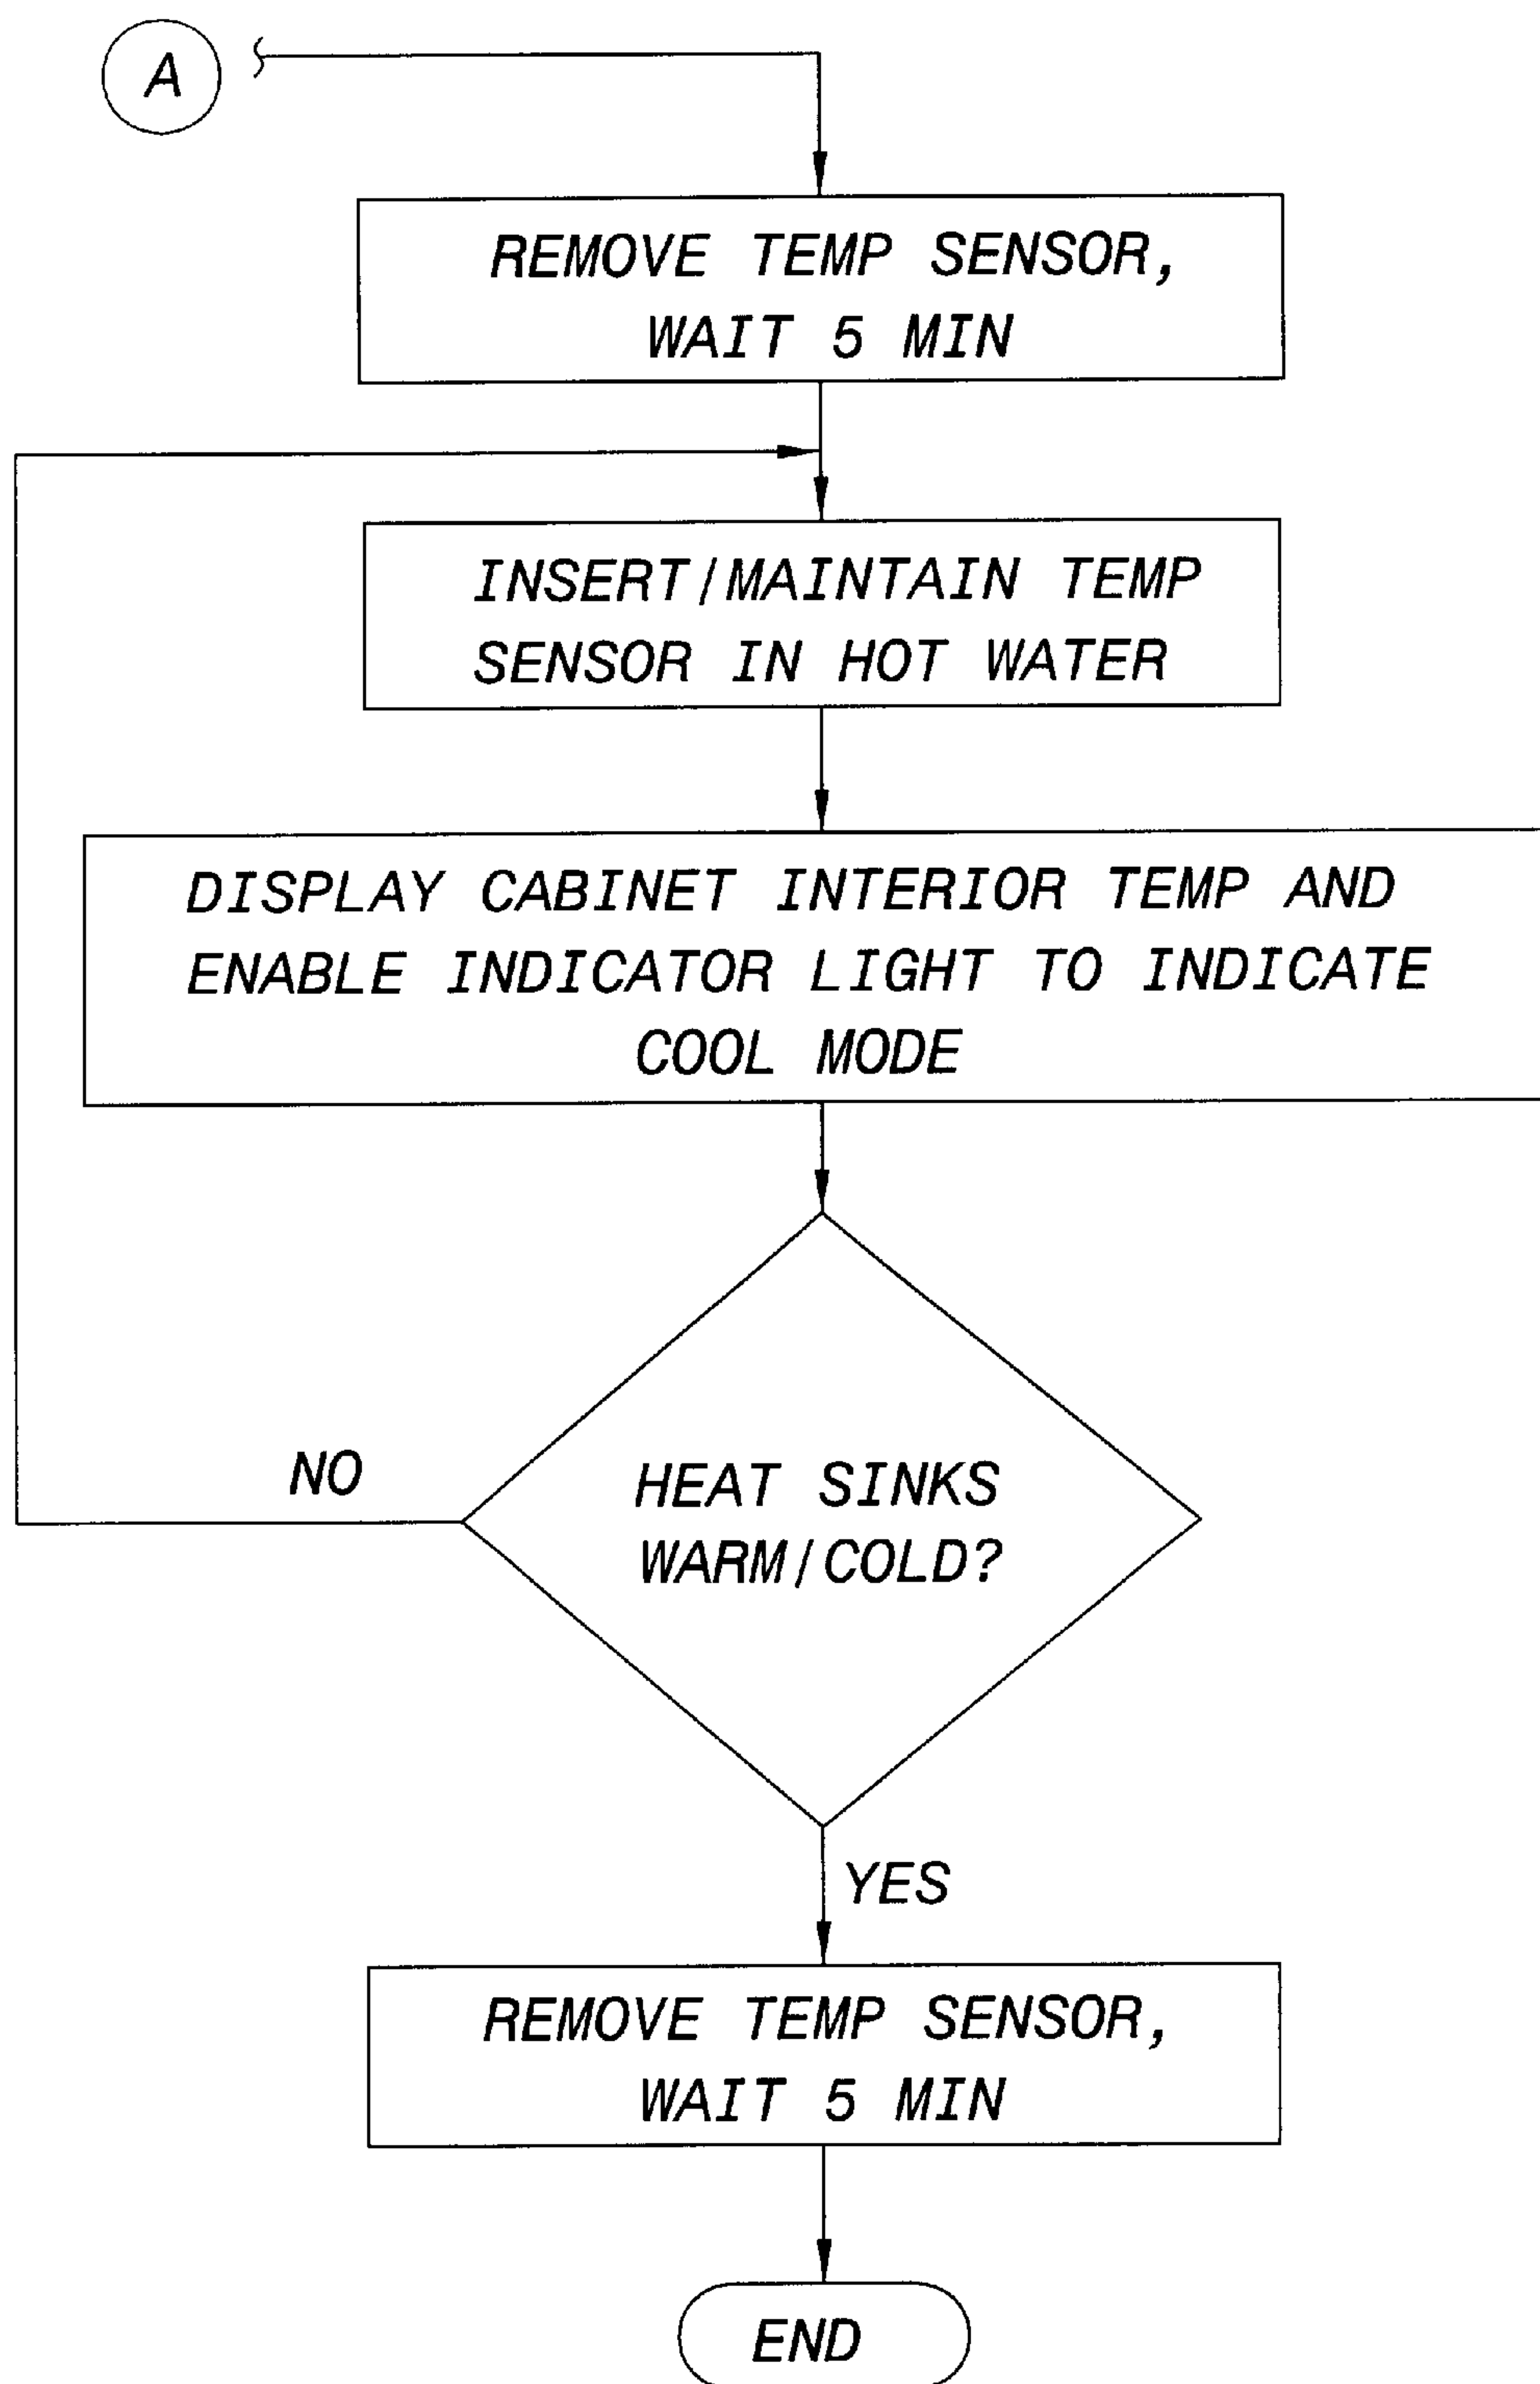 A
REMOVE TEMP SENSOR,
WAIT 5 MIN
INSERT/MAINTAIN TEMP
SENSOR IN HOT WATER
DISPLAY CABINET INTERIOR TEMP AND
ENABLE INDICATOR LIGHT TO INDICATE
COOL MODE
NO
HEAT SINKS
WARM/COLD?
YES
REMOVE TEMP SENSOR,
WAIT 5 MIN
END